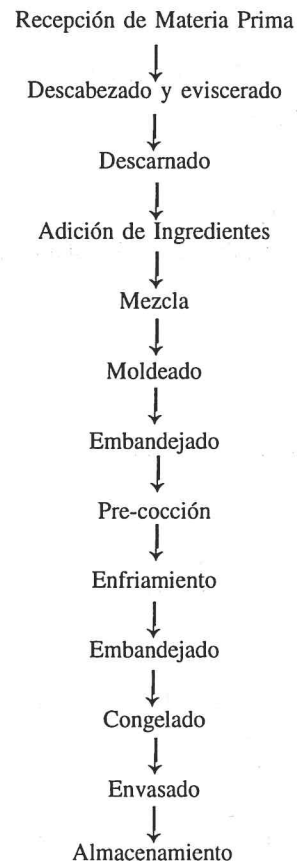 Recepción de Materia Prima
Descabezado y eviscerado
Descarnado
Adición de Ingredientes
Mezcla
Moldeado
Embandejado
Pre-cocción
Enfriamiento
Embandejado
Congelado
Envasado
Almacenamiento